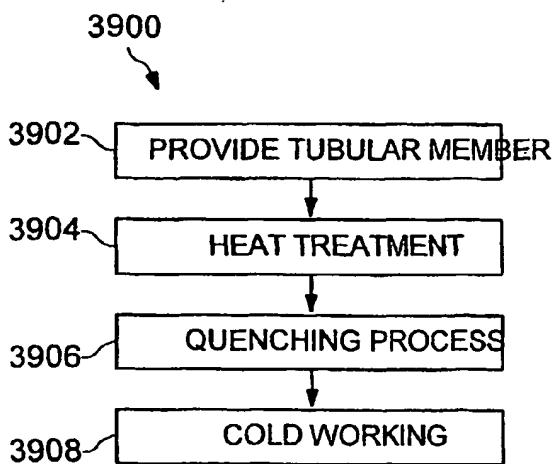 3900
3902 PROVIDE TUBULAR MEMBER
3904 HEAT TREATMENT
3906 QUENCHING PROCESS
3908 COLD WORKING